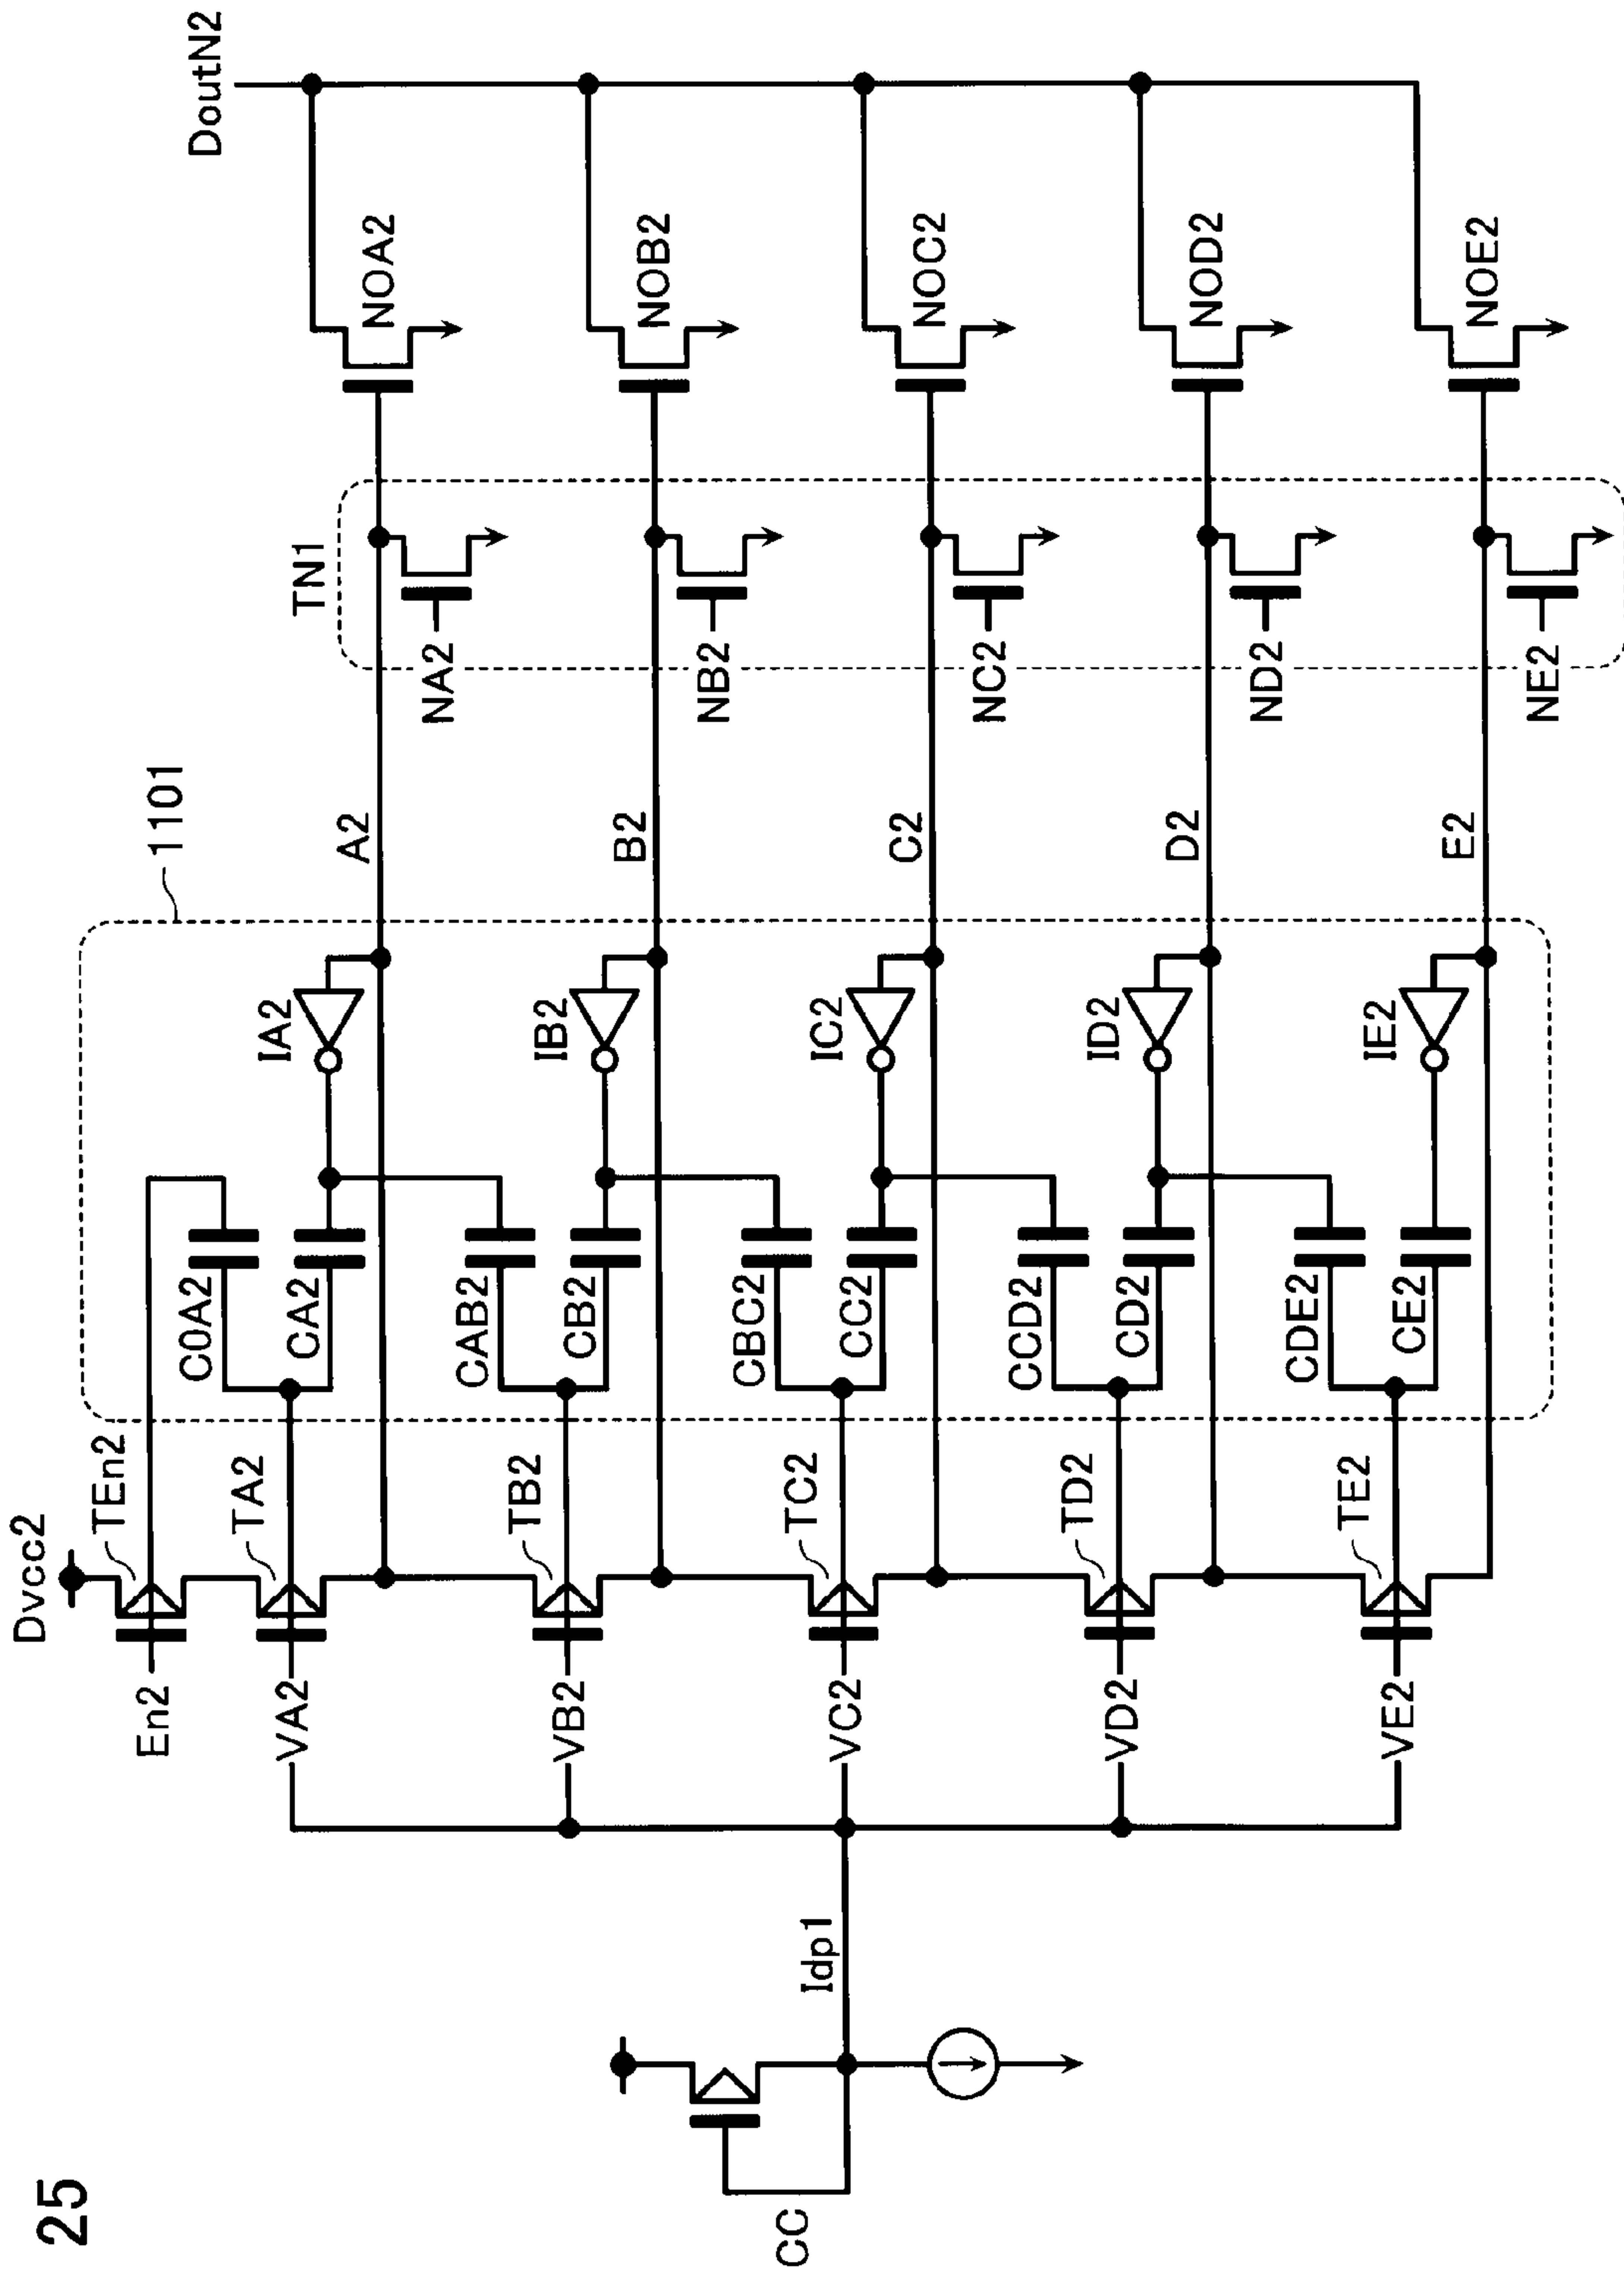 25
Dvcc2
TEn2
En2
1101
DoutN2
TA2
VA2
C0A2
CA2
IA2
A2
TN1
NA2
NOA2
TB2
VB2
CAB2
CB2
IB2
B2
NB2
NOB2
CC
Idp1
TC2
VC2
CBC2
CC2
IC2
C2
NC2
NOC2
TD2
VD2
CCD2
CD2
ID2
D2
ND2
NOD2
TE2
VE2
CDE2
CE2
IE2
E2
NE2
NOE2